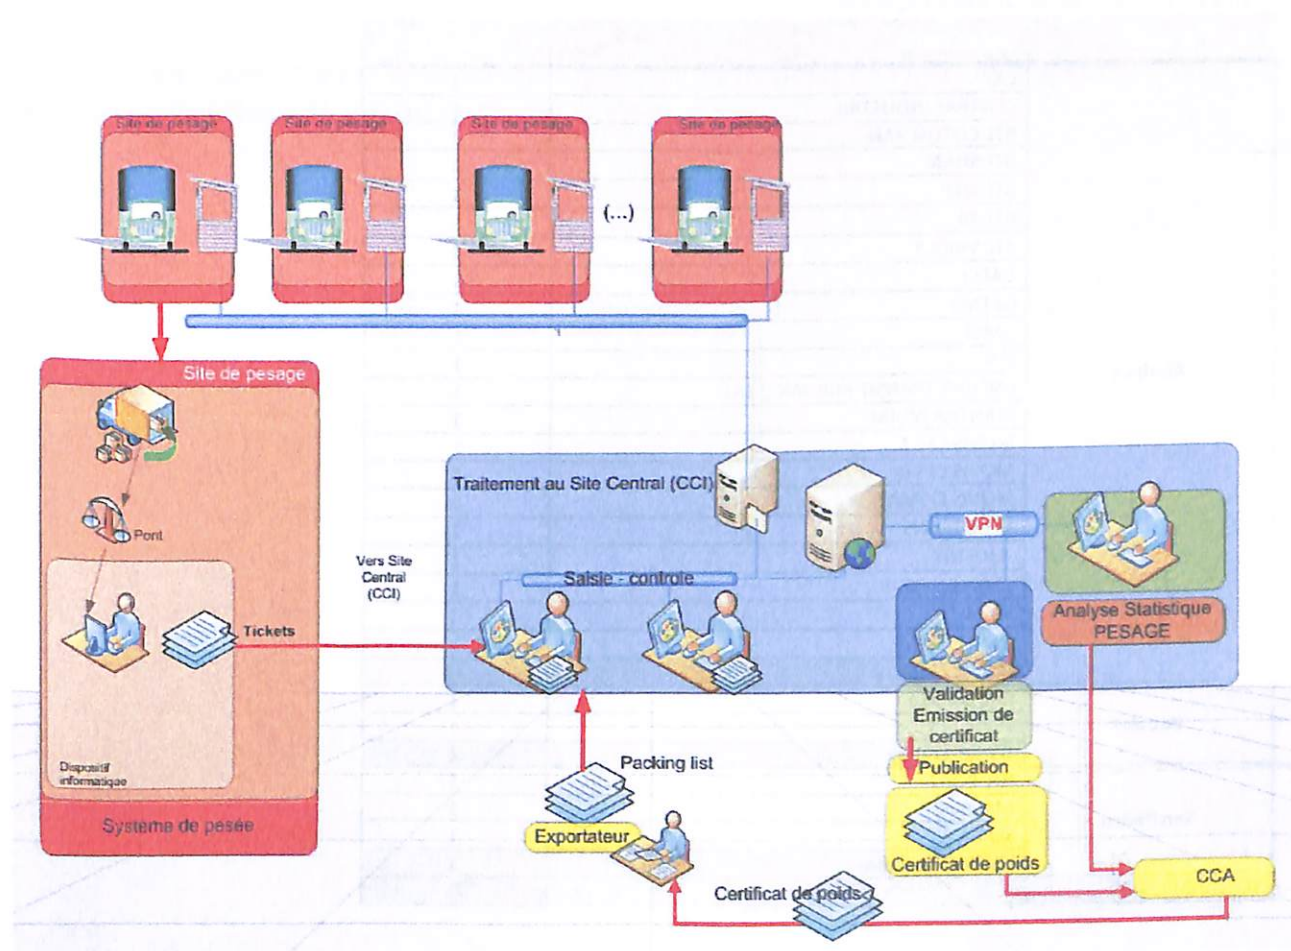 Site de pesage
Site de pesage
Site de pesage
Site de pesage
(...)
Site de pesage
Pont
Tickets
Dispositif
informatique
Système de pesée
Vers Site
Central
(CCI)
Traitement au Site Central (CCI)
Saisie - controle
VPN
Analyse Statistique
PESAGE
Validation
Emission de
certificat
Publication
Certificat de poids
Packing list
Exportateur
Certificat de poids
CCA